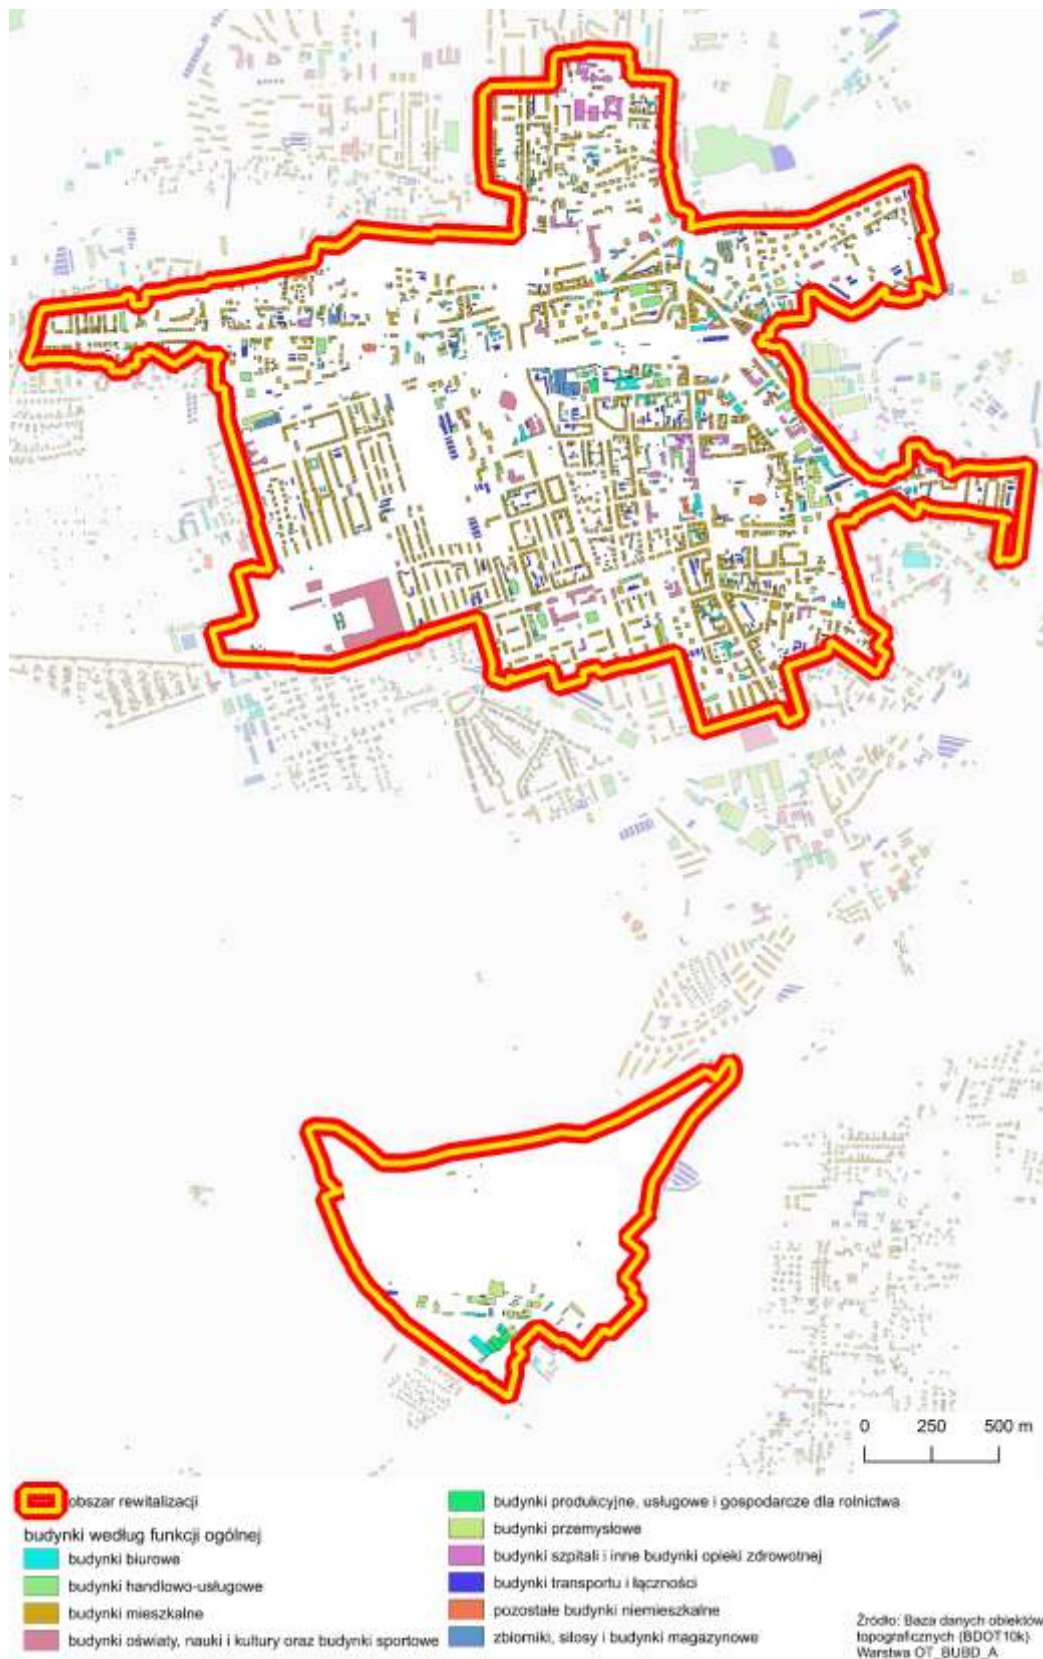 0 250 500 m
obszar rewitalizacji
budynki według funkcji ogólnej
budynki biurowe
budynki handlowo-usługowe
budynki mieszkalne
budynki oświaty, nauki i kultury oraz budynki sportowe
budynki produkcyjne, usługowe i gospodarcze dla rolnictwa
budynki przemysłowe
budynki szpitali i inne budynki opieki zdrowotnej
budynki transportu i łączności
pozostałe budynki niemieszkalne
zbiorniki, silosy i budynki magazynowe
Źródło: Baza danych obiektów
topograficznych (BDOT10k)
Warstwa OT_BUBD_A